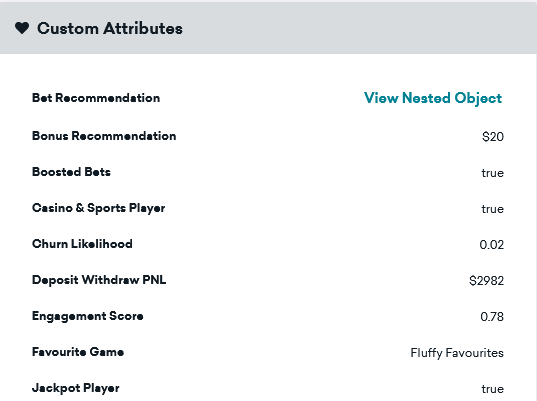 Custom Attributes
Bet Recommendation View Nested Object
Bonus Recommendation $20
Boosted Bets true
Casino & Sports Player true
Churn Likelihood 0.02
Deposit Withdraw PNL $2982
Engagement Score 0.78
Favourite Game Fluffy Favourites
Jackpot Player true